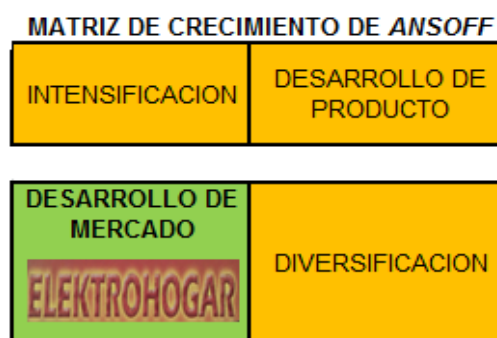 MATRIZ DE CRECIMIENTO DE ANSOFF
INTENSIFICACION
DESARROLLO DE
PRODUCTO
DESARROLLO DE
MERCADO
ELEKTROHOGAR
DIVERSIFICACION